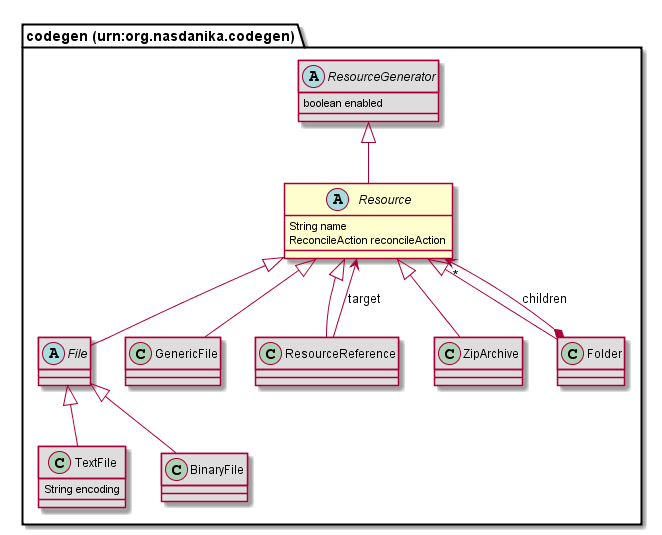 codegen (urn:org.nasdanika.codegen)
A ResourceGenerator
boolean enabled
A Resource
String name
ReconcileAction reconcileAction
*
target
children
A File
C GenericFile
C ResourceReference
C ZipArchive
C Folder
C TextFile
String encoding
C BinaryFile